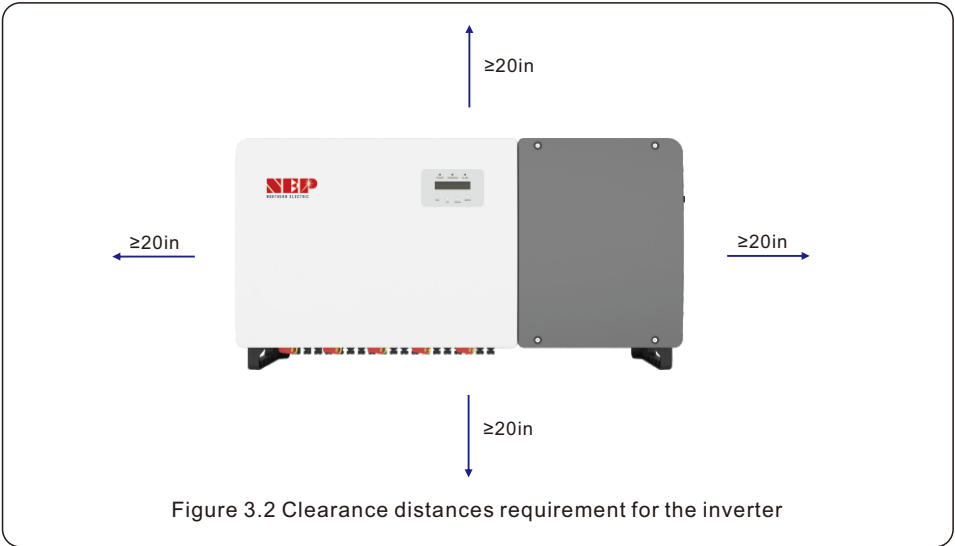 ≥20in
NEP
NORTHERN ELECTRIC
≥20in
≥20in
≥20in
Figure 3.2 Clearance distances requirement for the inverter